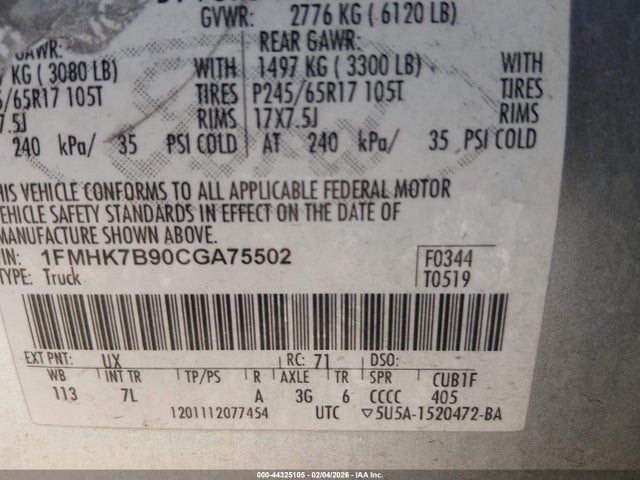 GVWR: 2776 KG ( 6120 LB)
GAWR: REAR GAWR:
KG ( 3080 LB) WITH 1497 KG ( 3300 LB) WITH
/65R17 105T TIRES P245/65R17 105T TIRES
7.5J RIMS 17X7.5J RIMS
240 kPa/ 35 PSI COLD AT 240 kPa/ 35 PSI COLD
THIS VEHICLE CONFORMS TO ALL APPLICABLE FEDERAL MOTOR
VEHICLE SAFETY STANDARDS IN EFFECT ON THE DATE OF
MANUFACTURE SHOWN ABOVE.
VIN: 1FMHK7B90CGA75502 F0344
TYPE: Truck T0519
EXT PNT: UX RC: 71 DSO:
WB INT TR TP/PS R AXLE TR SPR CUB1F
113 7L A 3G 6 CCCC 405
1201112077454 UTC ▽5U5A-1520472-BA
000-44325105 - 02/04/2026 - IAA Inc.